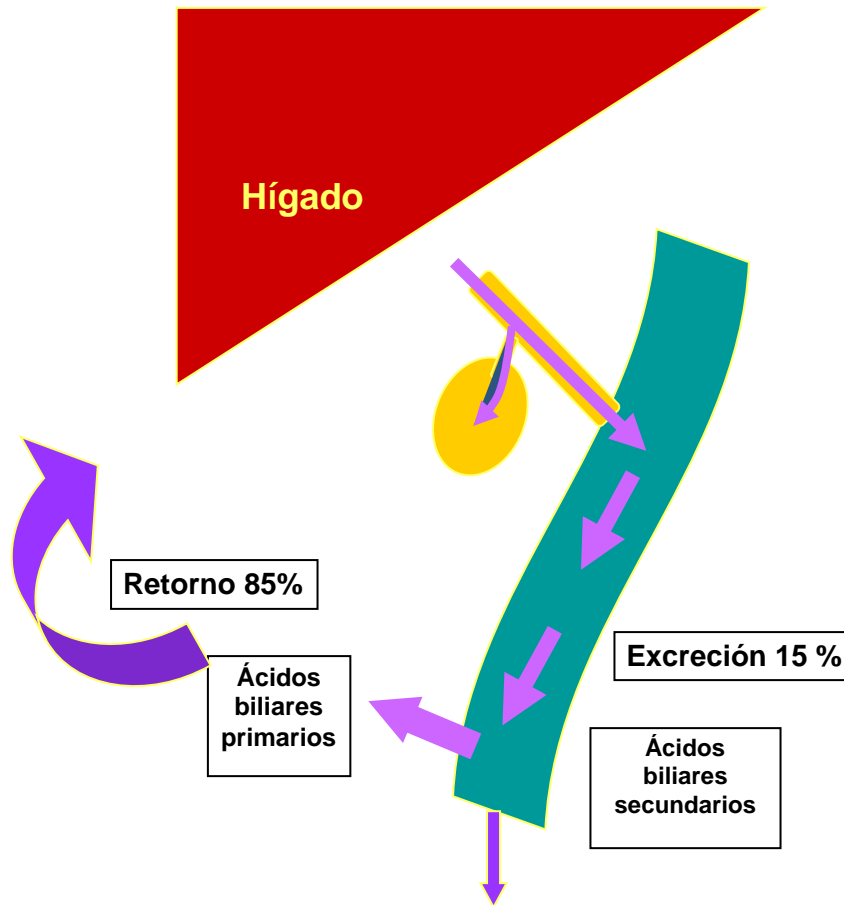 Hígado
Retorno 85%
Ácidos
biliares
primarios
Excreción 15 %
Ácidos
biliares
secundarios